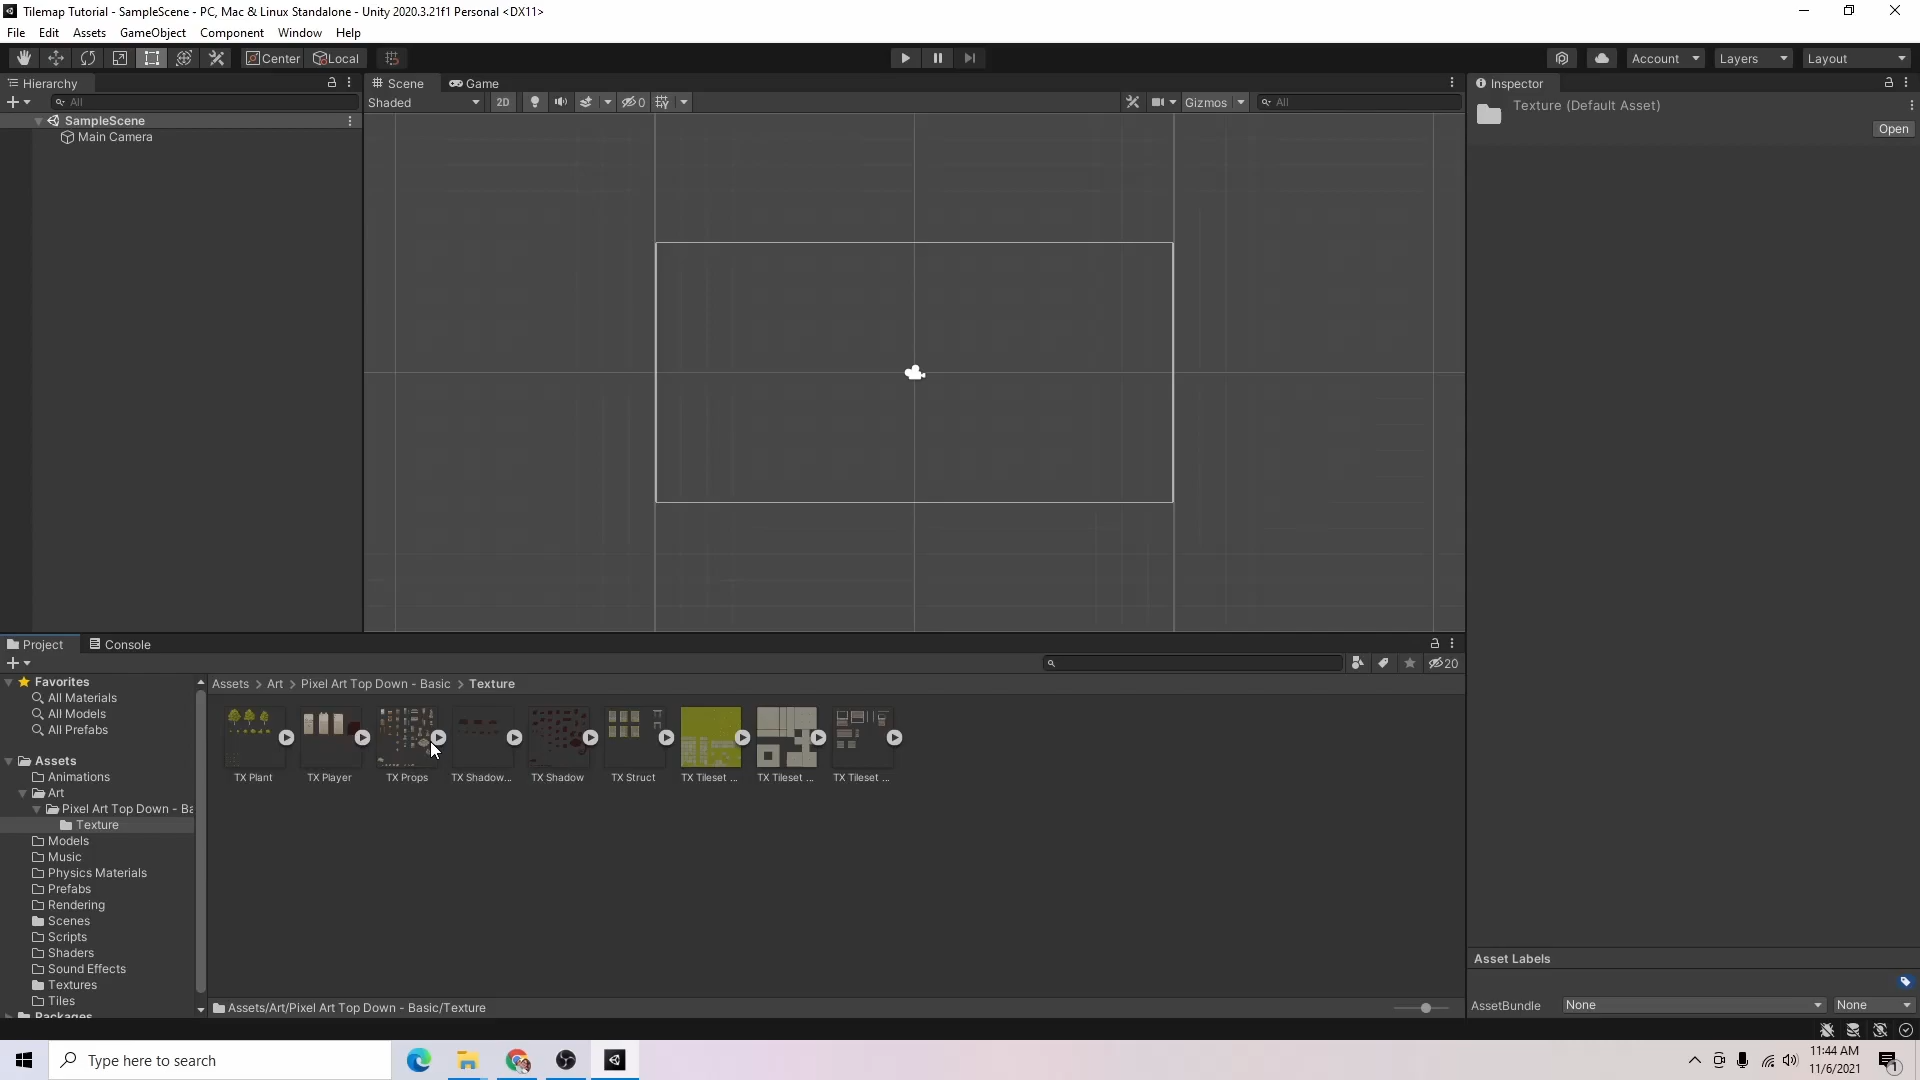 Tilemap Tutorial - SampleScene - PC, Mac & Linux Standalone - Unity 2020.3.21f1 Personal <DX11>
File Edit Assets GameObject Component Window Help
Center Local Account Layers Layout
Hierarchy Scene Game Inspector
All Shaded 2D 0 Gizmos All
Texture (Default Asset)
Open
SampleScene
Main Camera
Project Console
20
Favorites
All Materials
All Models
All Prefabs
Assets
Animations
Art
Pixel Art Top Down - Ba
Texture
Models
Music
Physics Materials
Prefabs
Rendering
Scenes
Scripts
Shaders
Sound Effects
Textures
Tiles
Packages
Assets > Art > Pixel Art Top Down - Basic > Texture
TX Plant TX Player TX Props TX Shadow... TX Shadow TX Struct TX Tileset ... TX Tileset ... TX Tileset ...
Assets/Art/Pixel Art Top Down - Basic/Texture
Asset Labels
AssetBundle None None
Type here to search
11:44 AM
11/6/2021
1